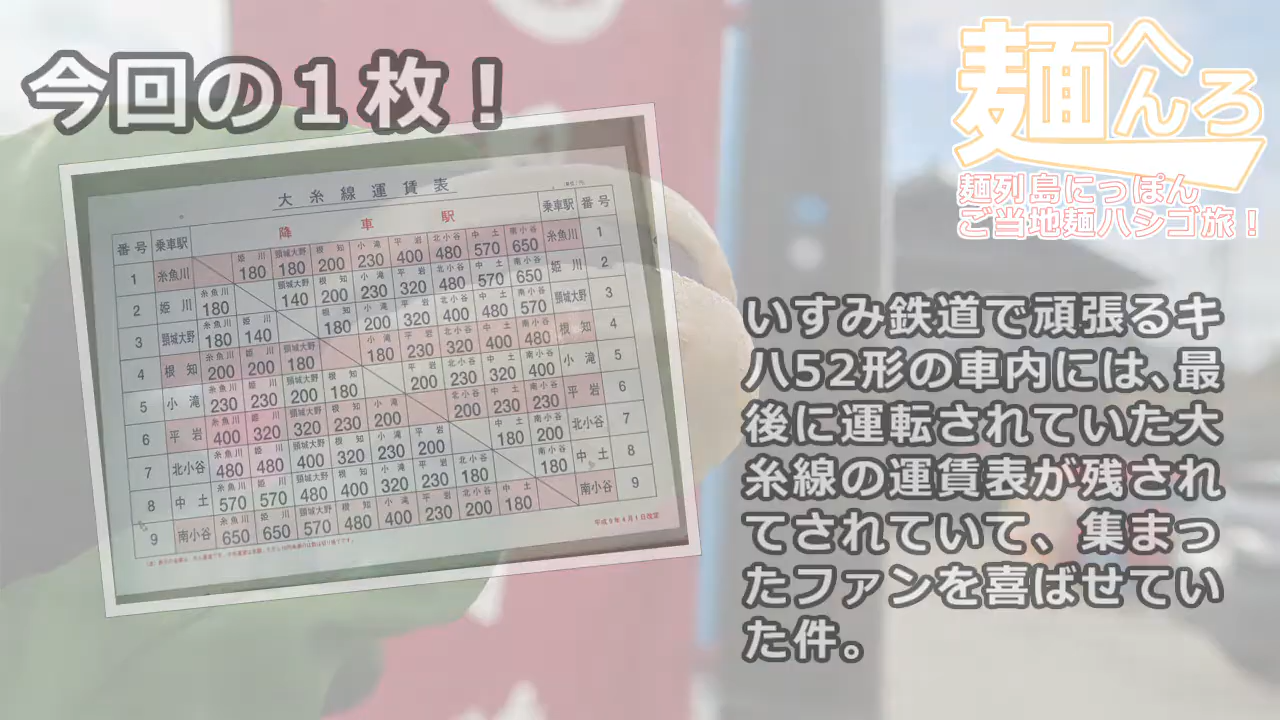 今回の１枚！
麺へんろ
麺列島にっぽん
ご当地麺ハシゴ旅！
大糸線運賃表
降車駅
番号 乗車駅 乗車駅 番号
1 糸魚川 姫川 180 頸城大野 180 根知 200 小滝 230 平岩 400 北小谷 480 中土 570 南小谷 650 糸魚川 1
2 姫川 糸魚川 180 頸城大野 140 根知 200 小滝 230 平岩 320 北小谷 480 中土 570 南小谷 650 姫川 2
3 頸城大野 糸魚川 180 姫川 140 根知 180 小滝 200 平岩 320 北小谷 400 中土 480 南小谷 570 頸城大野 3
4 根知 糸魚川 200 姫川 200 頸城大野 180 小滝 180 平岩 230 北小谷 320 中土 400 南小谷 480 根知 4
5 小滝 糸魚川 230 姫川 230 頸城大野 200 根知 180 平岩 200 北小谷 230 中土 320 南小谷 400 小滝 5
6 平岩 糸魚川 400 姫川 320 頸城大野 320 根知 230 小滝 200 北小谷 200 中土 230 南小谷 230 平岩 6
7 北小谷 糸魚川 480 姫川 480 頸城大野 400 根知 320 小滝 230 平岩 200 中土 180 南小谷 200 北小谷 7
8 中土 糸魚川 570 姫川 570 頸城大野 480 根知 400 小滝 320 平岩 230 北小谷 180 南小谷 180 中土 8
9 南小谷 糸魚川 650 姫川 650 頸城大野 570 根知 480 小滝 400 平岩 230 北小谷 200 中土 180 南小谷 9
いすみ鉄道で頑張るキ
ハ52形の車内には、最
後に運転されていた大
糸線の運賃表が残され
てされていて、集まっ
たファンを喜ばせてい
た件。